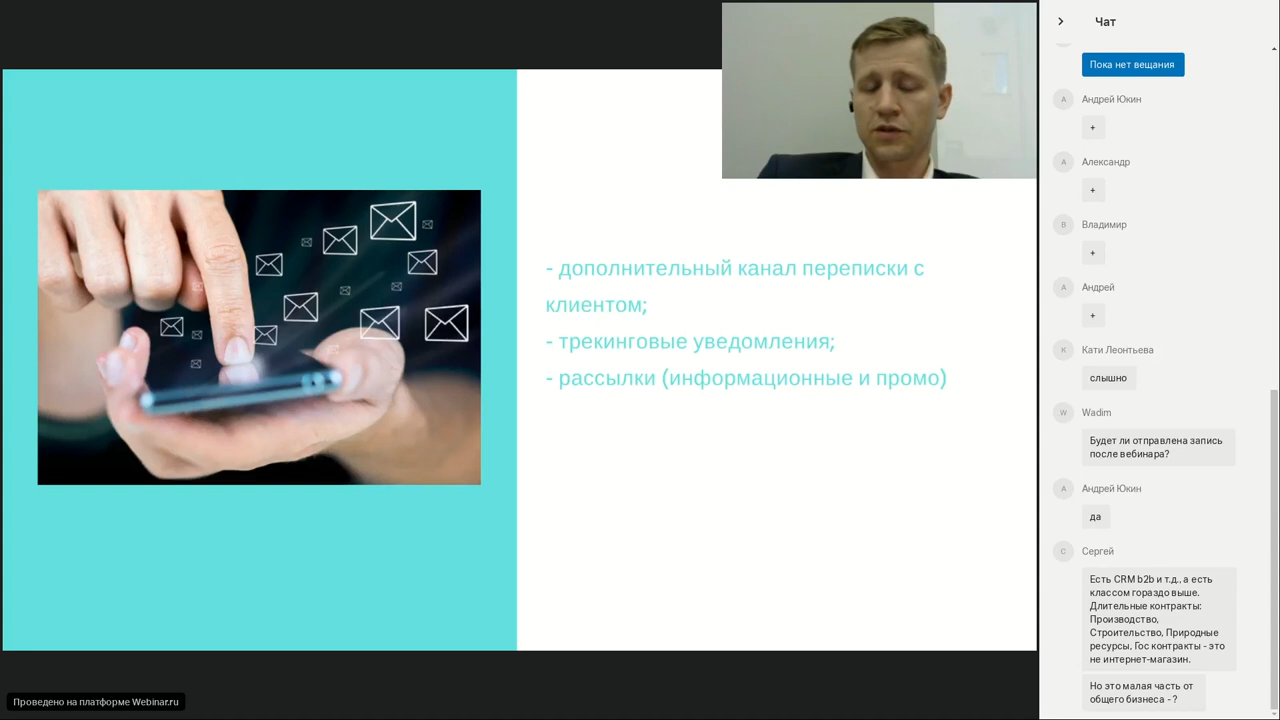 - дополнительный канал переписки с
клиентом;
- трекинговые уведомления;
- рассылки (информационные и промо)
Проведено на платформе Webinar.ru
Чат
Пока нет вещания
А
Андрей Юкин
+
А
Александр
+
В
Владимир
+
А
Андрей
+
К
Кати Леонтьева
слышно
W
Wadim
Будет ли отправлена запись
после вебинара?
А
Андрей Юкин
да
С
Сергей
Есть CRM b2b и т.д., а есть
классом гораздо выше.
Длительные контракты:
Производство,
Строительство, Природные
ресурсы, Гос контракты - это
не интернет-магазин.
Но это малая часть от
общего бизнеса - ?